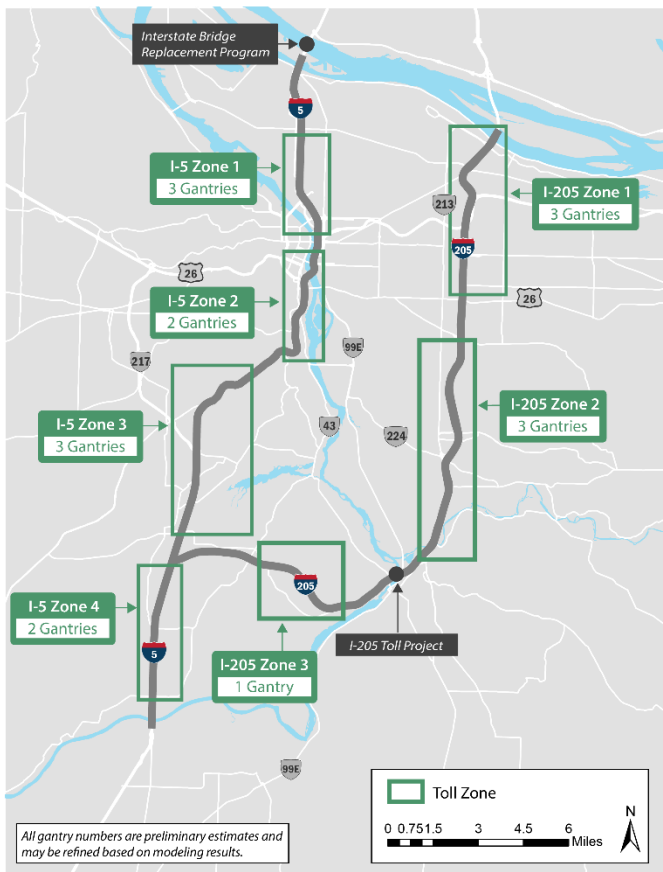 Interstate Bridge
Replacement Program
5
I-5 Zone 1
3 Gantries
213
I-205 Zone 1
3 Gantries
205
26
26
I-5 Zone 2
2 Gantries
99E
217
I-205 Zone 2
3 Gantries
I-5 Zone 3
3 Gantries
43
224
205
I-5 Zone 4
2 Gantries
5
I-205 Zone 3
1 Gantry
I-205 Toll Project
99E
Toll Zone
N
0 0.75 1.5 3 4.5 6
Miles
All gantry numbers are preliminary estimates and
may be refined based on modeling results.